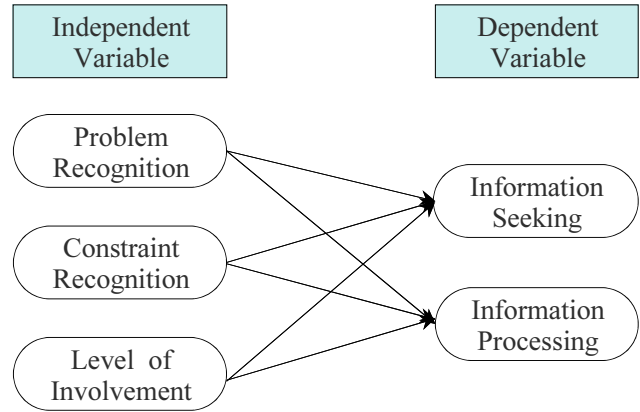 Independent
Variable
Dependent
Variable
Problem
Recognition
Constraint
Recognition
Level of
Involvement
Information
Seeking
Information
Processing